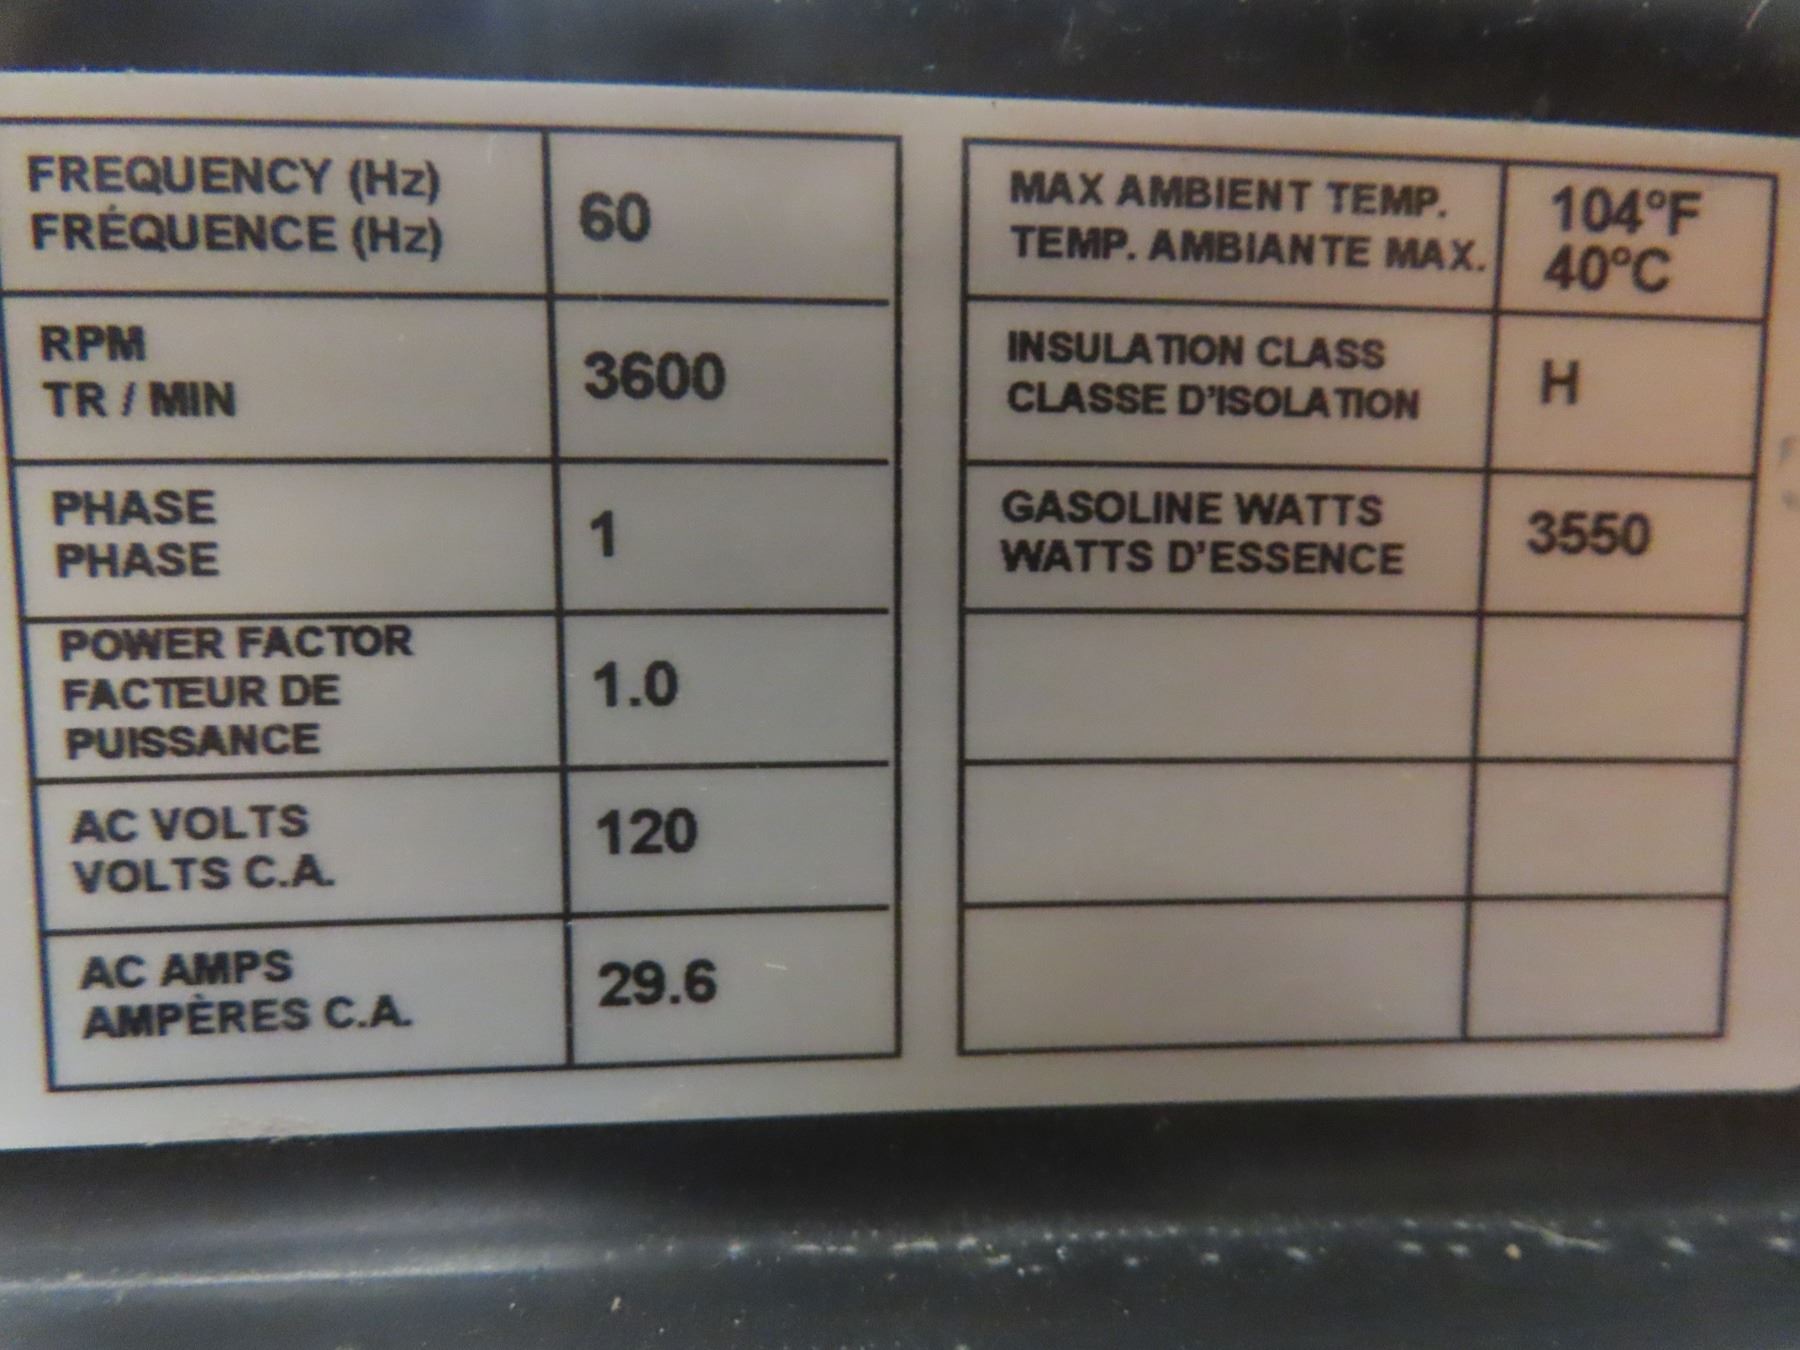 FREQUENCY (Hz)
FRÉQUENCE (Hz)
60
RPM
TR / MIN
3600
PHASE
PHASE
1
POWER FACTOR
FACTEUR DE
PUISSANCE
1.0
AC VOLTS
VOLTS C.A.
120
AC AMPS
AMPÈRES C.A.
29.6
MAX AMBIENT TEMP.
TEMP. AMBIANTE MAX.
104°F
40°C
INSULATION CLASS
CLASSE D'ISOLATION
H
GASOLINE WATTS
WATTS D'ESSENCE
3550